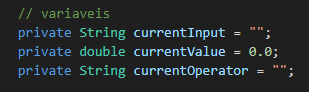 // variaveis
private String currentInput = "";
private double currentValue = 0.0;
private String currentOperator = "";